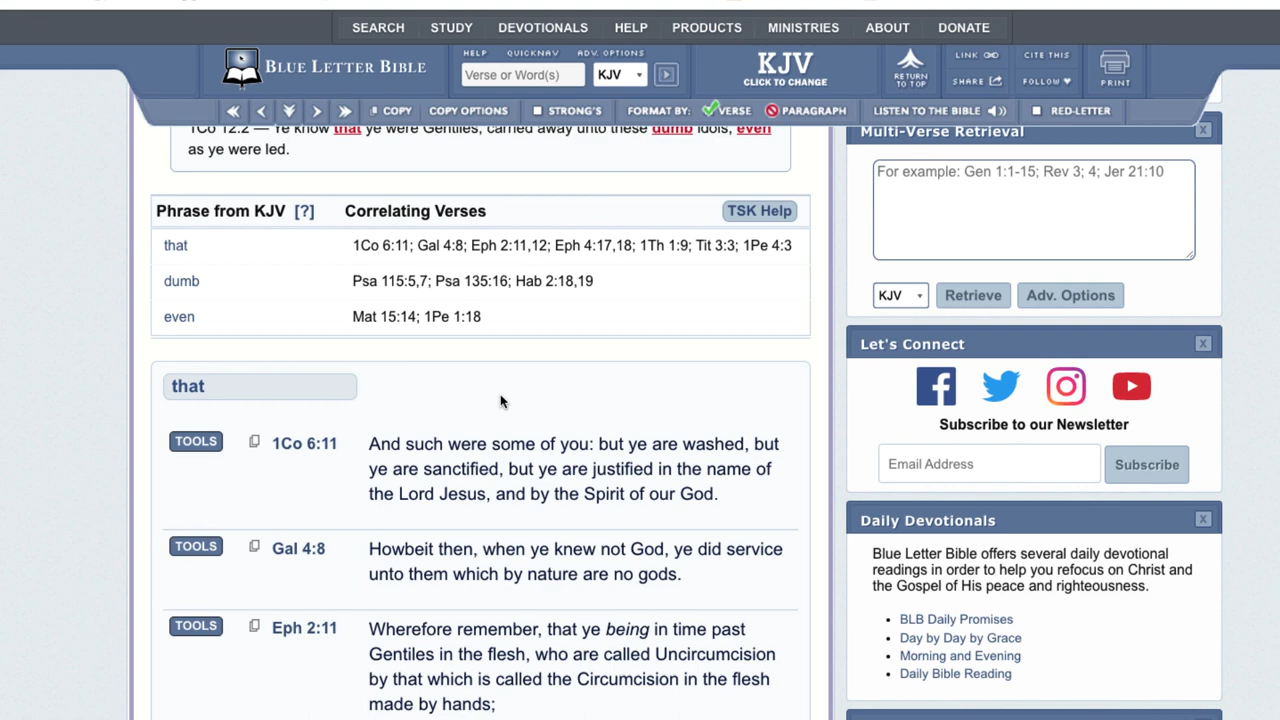 SEARCH STUDY DEVOTIONALS HELP PRODUCTS MINISTRIES ABOUT DONATE
BLUE LETTER BIBLE
HELP QUICKNAV ADV. OPTIONS
Verse or Word(s) KJV
KJV
CLICK TO CHANGE
RETURN
TO TOP
LINK CITE THIS
SHARE FOLLOW
PRINT
COPY COPY OPTIONS STRONG'S FORMAT BY: VERSE PARAGRAPH LISTEN TO THE BIBLE RED-LETTER
1Co 12:2 — Ye know that ye were Gentiles, carried away unto these dumb idols, even
as ye were led.
Phrase from KJV [?] Correlating Verses TSK Help
that 1Co 6:11; Gal 4:8; Eph 2:11,12; Eph 4:17,18; 1Th 1:9; Tit 3:3; 1Pe 4:3
dumb Psa 115:5,7; Psa 135:16; Hab 2:18,19
even Mat 15:14; 1Pe 1:18
that
TOOLS 1Co 6:11 And such were some of you: but ye are washed, but
ye are sanctified, but ye are justified in the name of
the Lord Jesus, and by the Spirit of our God.
TOOLS Gal 4:8 Howbeit then, when ye knew not God, ye did service
unto them which by nature are no gods.
TOOLS Eph 2:11 Wherefore remember, that ye being in time past
Gentiles in the flesh, who are called Uncircumcision
by that which is called the Circumcision in the flesh
made by hands;
Multi-Verse Retrieval X
For example: Gen 1:1-15; Rev 3; 4; Jer 21:10
KJV Retrieve Adv. Options
Let's Connect X
Subscribe to our Newsletter
Email Address Subscribe
Daily Devotionals X
Blue Letter Bible offers several daily devotional
readings in order to help you refocus on Christ and
the Gospel of His peace and righteousness.
• BLB Daily Promises
• Day by Day by Grace
• Morning and Evening
• Daily Bible Reading